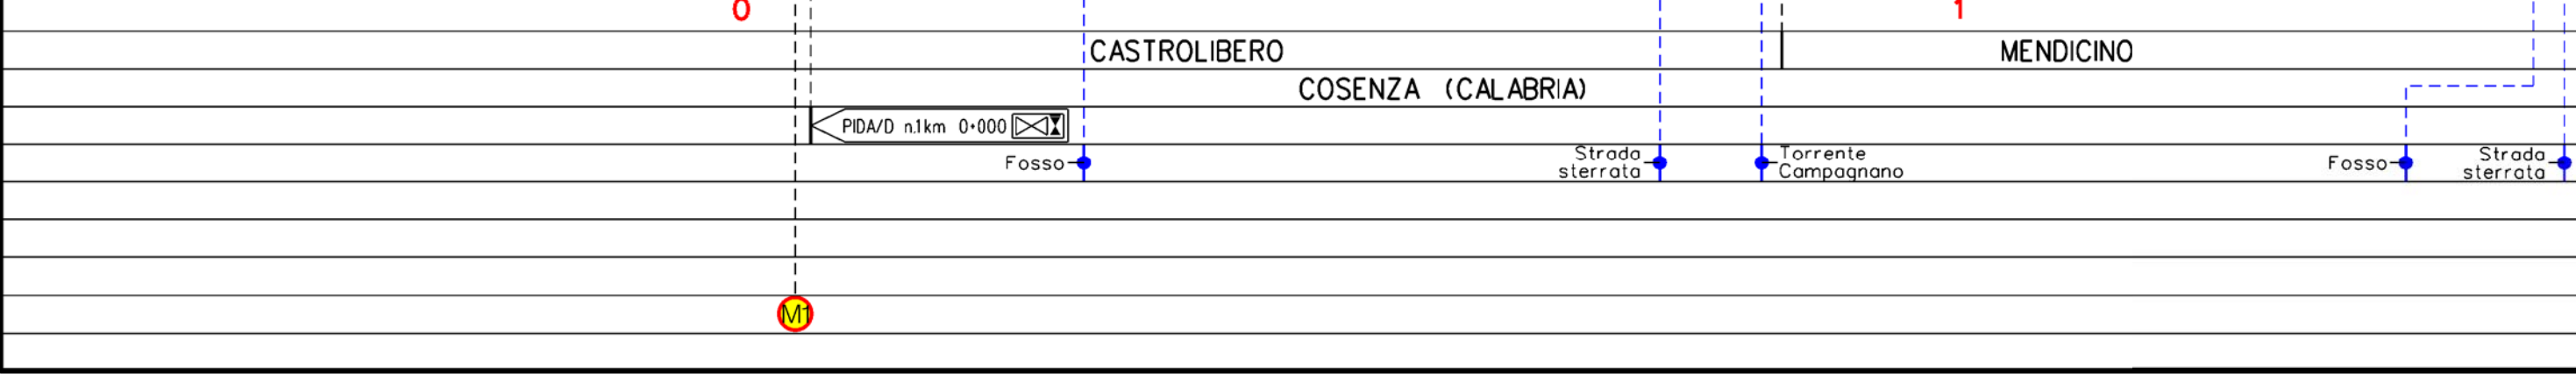 0 1
CASTROLIBERO MENDICINO
COSENZA (CALABRIA)
PIDA/D n.1km 0+000
Fosso
Strada
sterrata
Torrente
Campagnano
Fosso
Strada
sterrata
M1